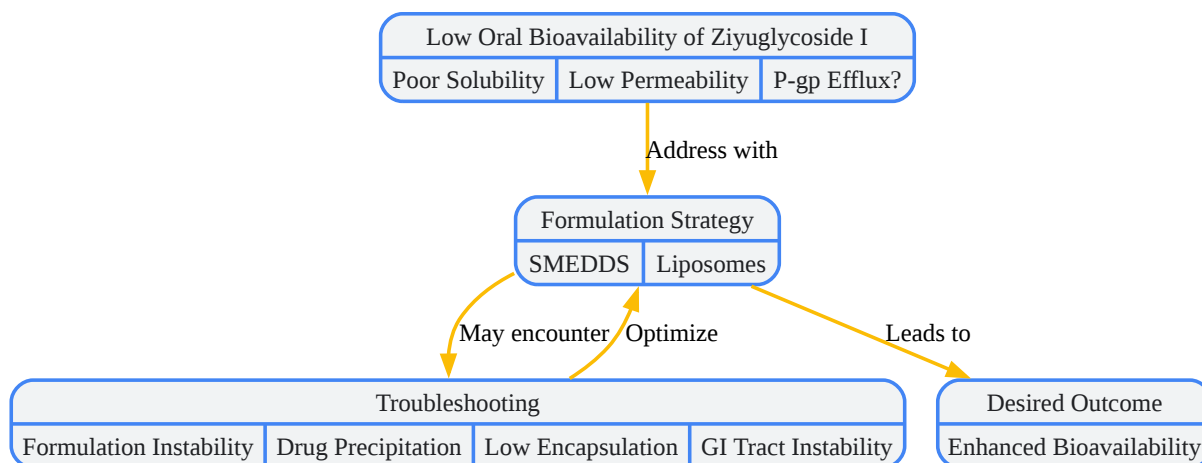 Low Oral Bioavailability of Ziyuglycoside I
Poor Solubility Low Permeability P-gp Efflux?
Address with
Formulation Strategy
SMEDDS Liposomes
May encounter Optimize Leads to
Troubleshooting Desired Outcome
Formulation Instability Drug Precipitation Low Encapsulation GI Tract Instability Enhanced Bioavailability